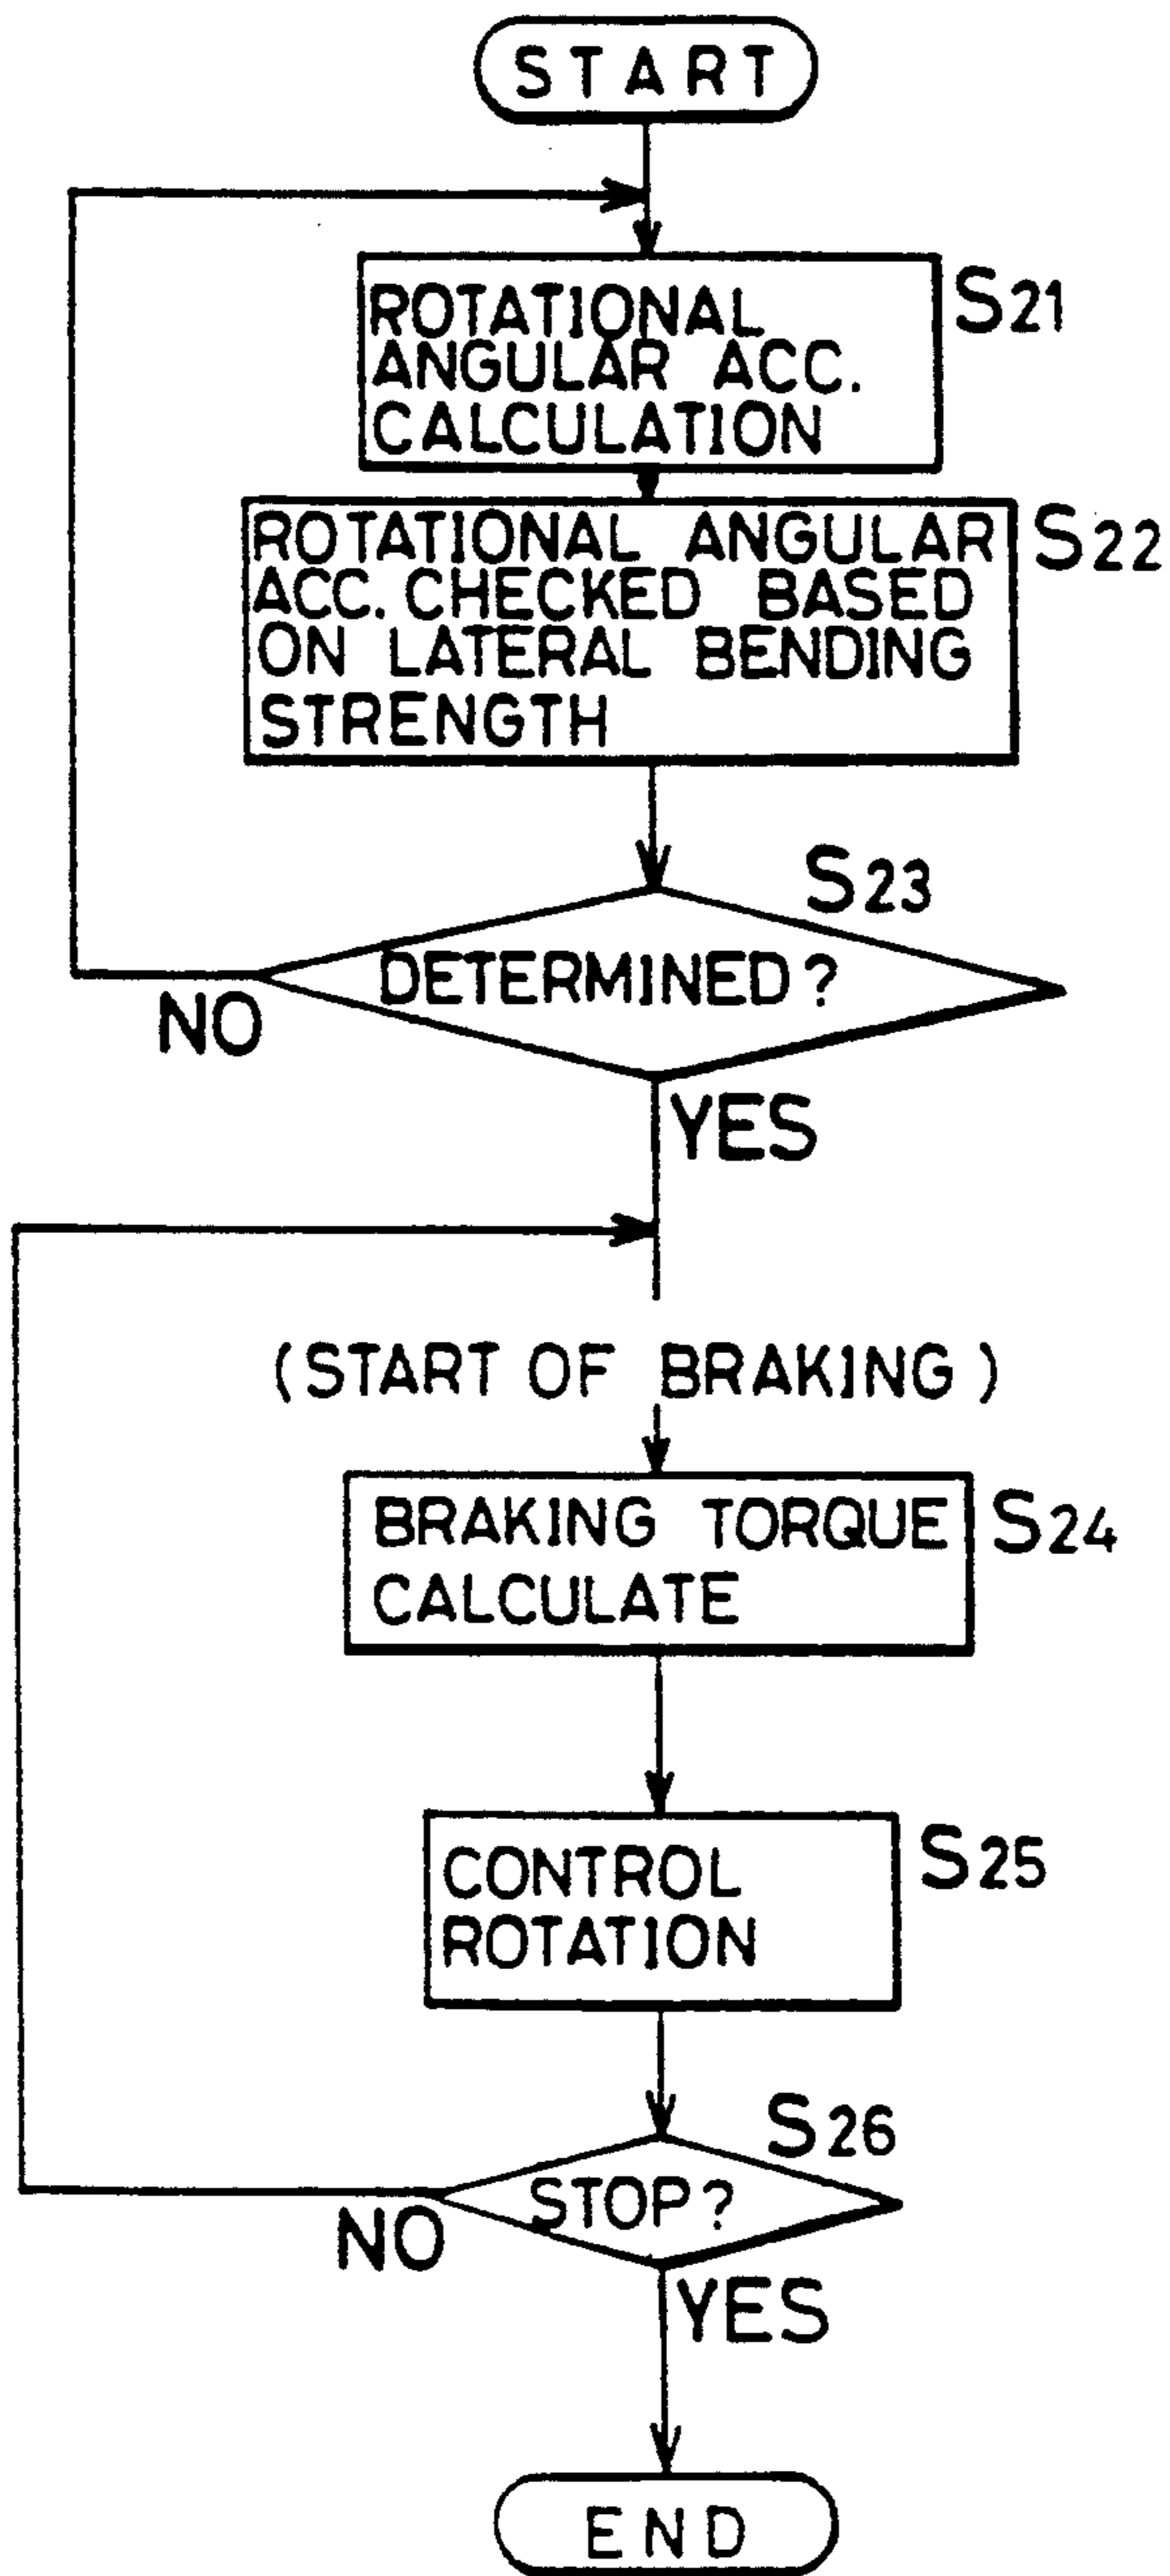 START
ROTATIONAL
ANGULAR ACC.
CALCULATION
S21
ROTATIONAL ANGULAR
ACC. CHECKED BASED
ON LATERAL BENDING
STRENGTH
S22
S23
DETERMINED?
NO
YES
(START OF BRAKING)
BRAKING TORQUE
CALCULATE
S24
CONTROL
ROTATION
S25
S26
STOP?
NO
YES
END